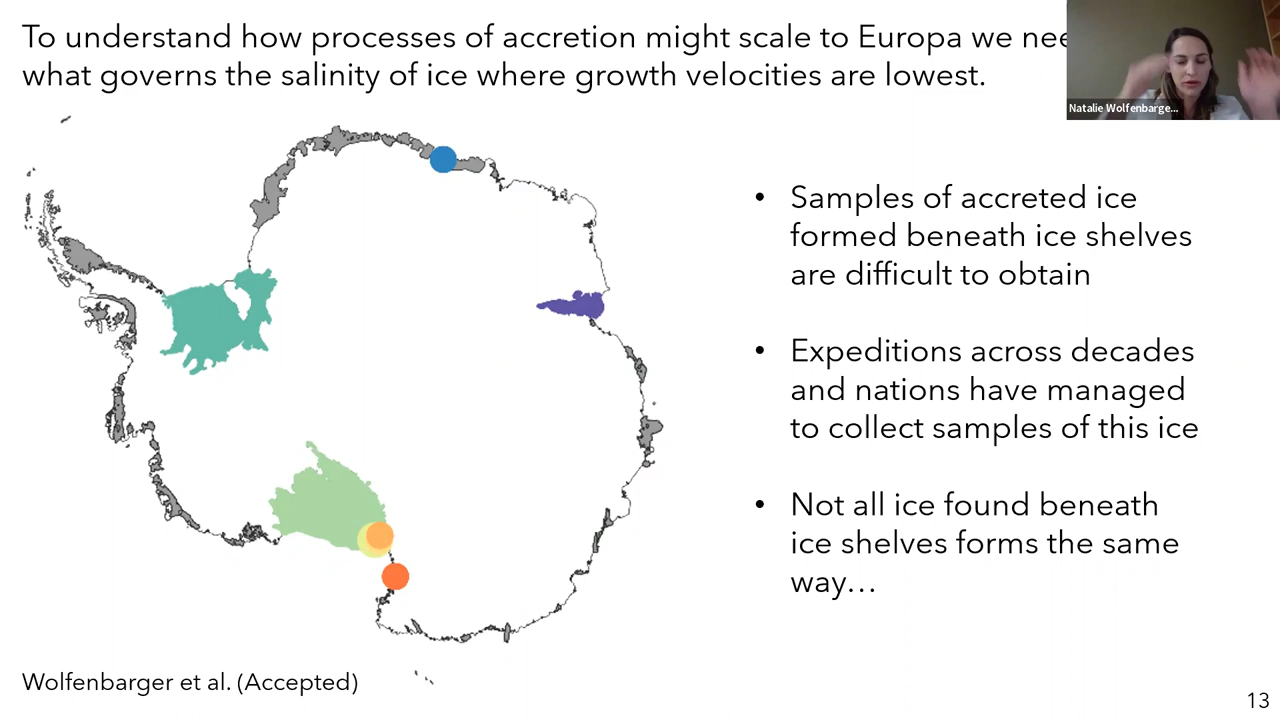 To understand how processes of accretion might scale to Europa we
what governs the salinity of ice where growth velocities are lowest.
Natalie Wolfenbarge...
• Samples of accreted ice
formed beneath ice shelves
are difficult to obtain
• Expeditions across decades
and nations have managed
to collect samples of this ice
• Not all ice found beneath
ice shelves forms the same
way…
Wolfenbarger et al. (Accepted)
13